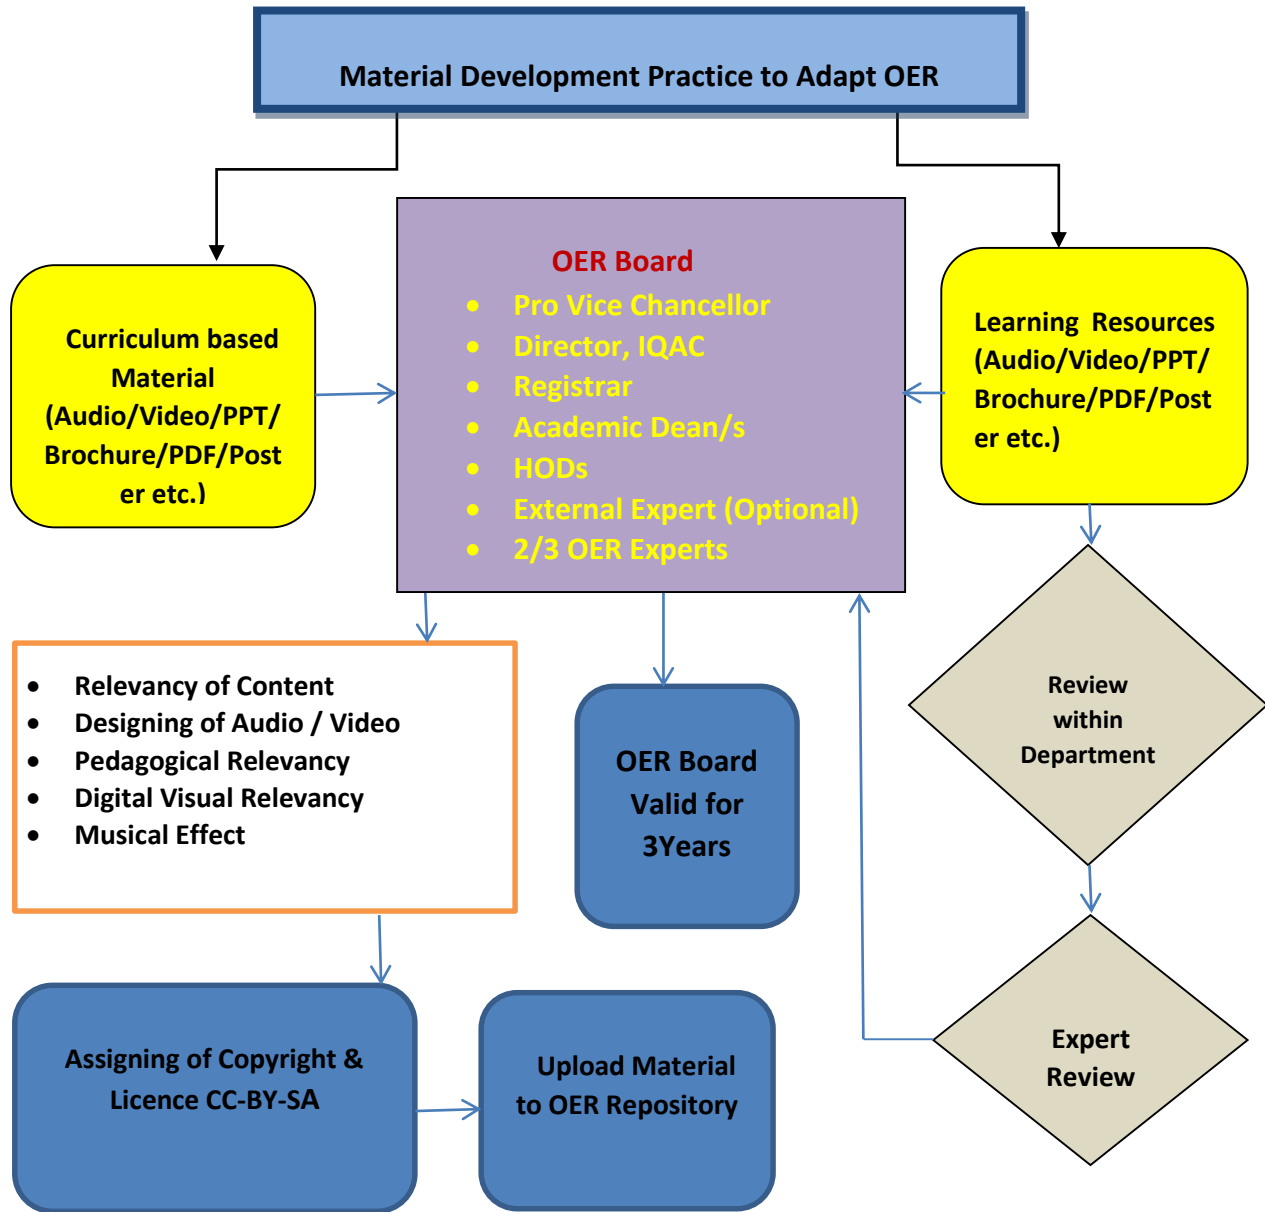 Material Development Practice to Adapt OER
Curriculum based
Material
(Audio/Video/PPT/
Brochure/PDF/Post
er etc.)
OER Board
• Pro Vice Chancellor
• Director, IQAC
• Registrar
• Academic Dean/s
• HODs
• External Expert (Optional)
• 2/3 OER Experts
Learning Resources
(Audio/Video/PPT/
Brochure/PDF/Post
er etc.)
• Relevancy of Content
• Designing of Audio / Video
• Pedagogical Relevancy
• Digital Visual Relevancy
• Musical Effect
OER Board
Valid for
3Years
Review
within
Department
Assigning of Copyright &
Licence CC-BY-SA
Upload Material
to OER Repository
Expert
Review